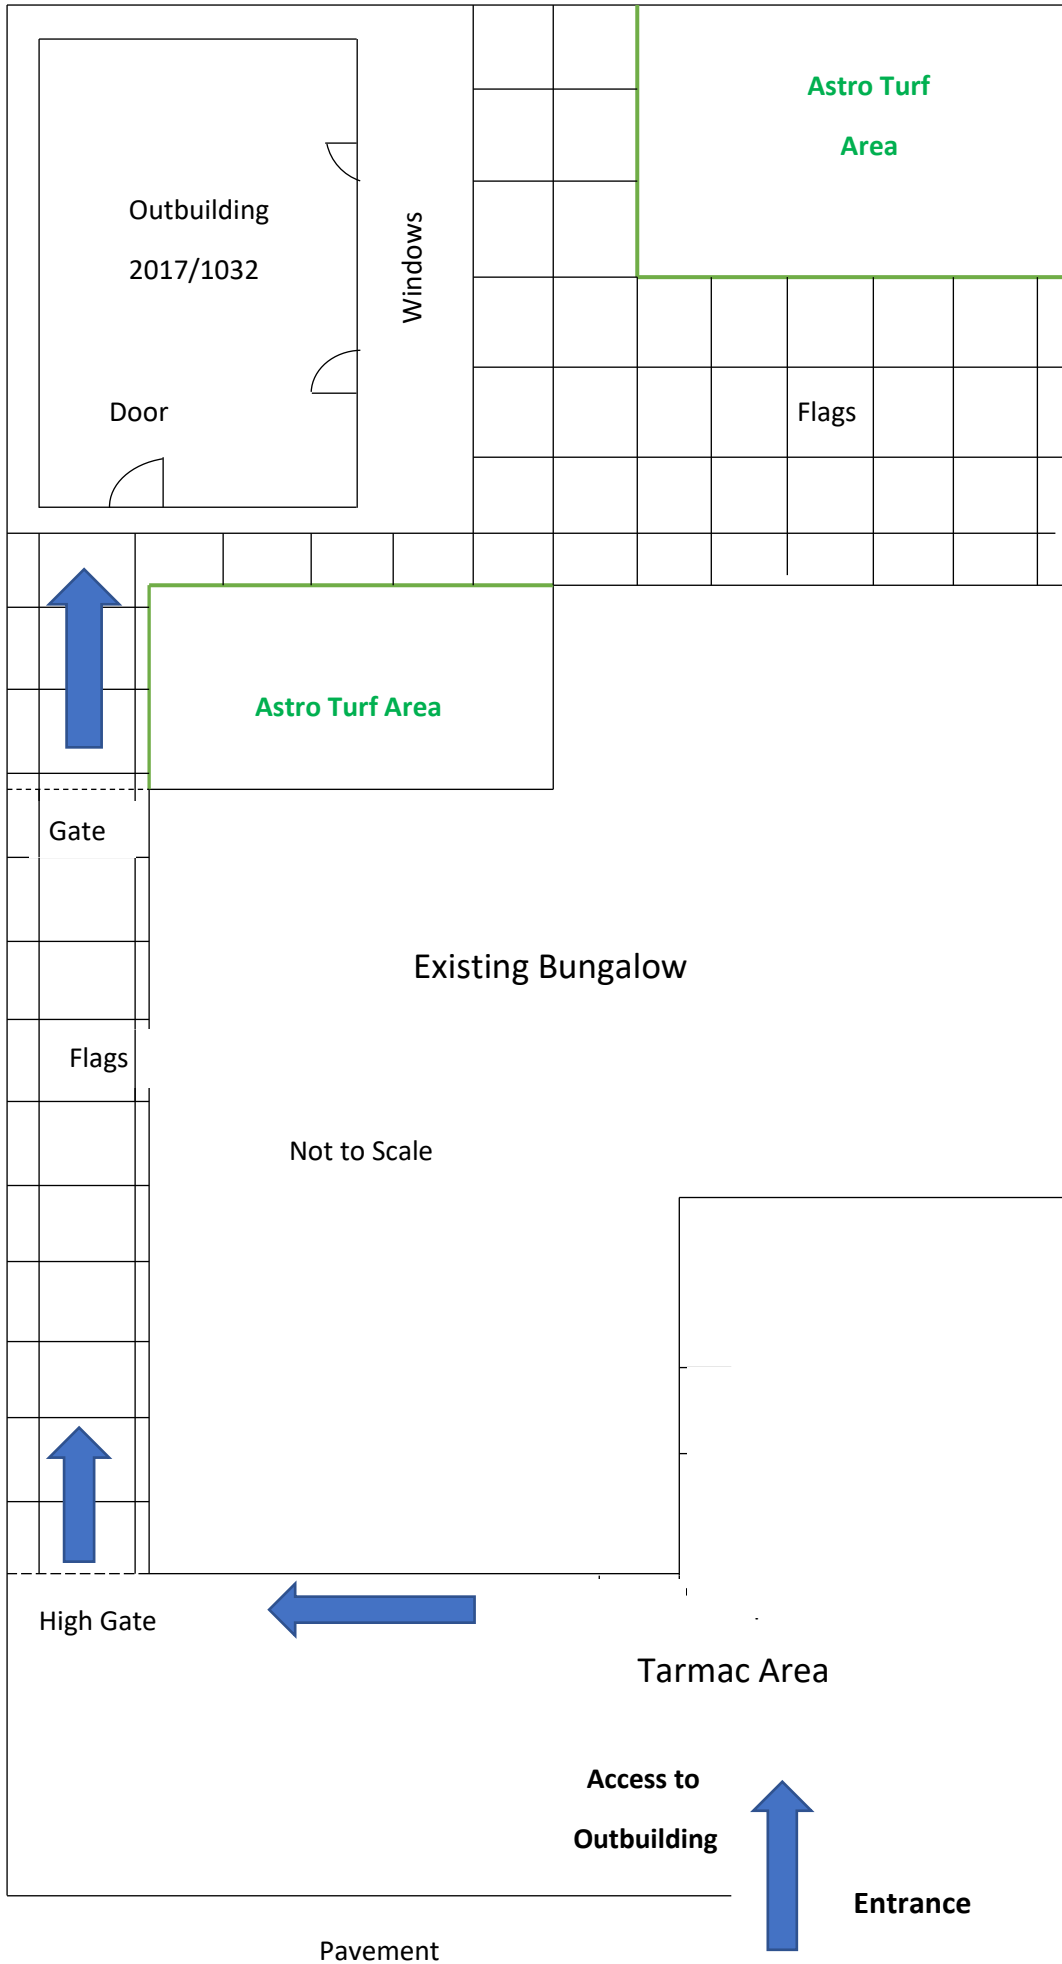 Astro Turf
Area
Outbuilding
2017/1032
Windows
Door
Flags
Astro Turf Area
Gate
Existing Bungalow
Flags
Not to Scale
High Gate
Tarmac Area
Access to
Outbuilding
Entrance
Pavement